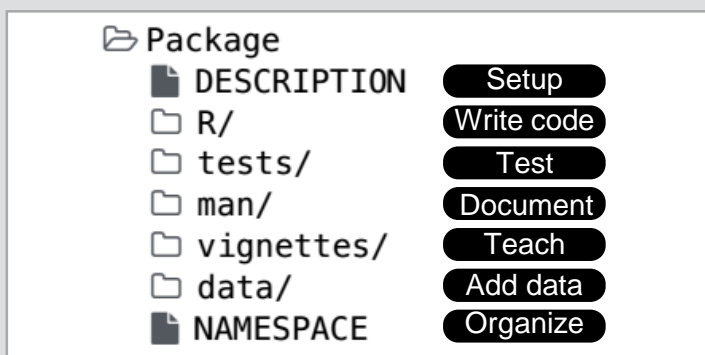 Package
DESCRIPTION Setup
R/ Write code
tests/ Test
man/ Document
vignettes/ Teach
data/ Add data
NAMESPACE Organize